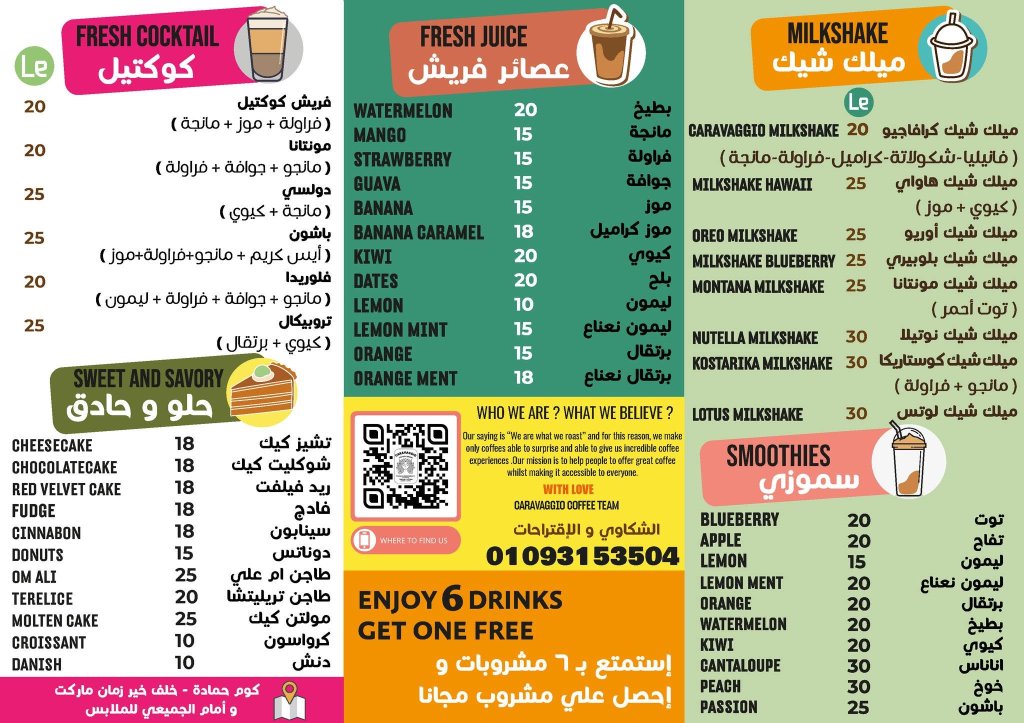 FRESH COCKTAIL
كوكتيل
Le
20 فريش كوكتيل
( فراولة + موز + مانجة )
20 مونتانا
( مانجو + جوافة + فراولة )
25 دولسي
( مانجة + كيوي )
25 باشون
( أيس كريم + مانجو+فراولة+موز )
20 فلوريدا
( مانجو + جوافة + فراولة + ليمون )
25 تروبيكال
( كيوي + برتقال )
SWEET AND SAVORY
حلو و حادق
CHEESECAKE 18 تشيز كيك
CHOCOLATECAKE 18 شوكليت كيك
RED VELVET CAKE 18 ريد فيلفت
FUDGE 18 فادج
CINNABON 18 سينابون
DONUTS 15 دوناتس
OM ALI 25 طاجن ام علي
TERELICE 20 طاجن تريليتشا
MOLTEN CAKE 25 مولتن كيك
CROISSANT 10 كرواسون
DANISH 10 دنش
كوم حمادة - خلف خير زمان ماركت
و أمام الجميعي للملابس
FRESH JUICE
عصائر فريش
WATERMELON 20 بطيخ
MANGO 15 مانجة
STRAWBERRY 15 فراولة
GUAVA 15 جوافة
BANANA 15 موز
BANANA CARAMEL 18 موز كراميل
KIWI 20 كيوي
DATES 20 بلح
LEMON 10 ليمون
LEMON MINT 15 ليمون نعناع
ORANGE 15 برتقال
ORANGE MENT 18 برتقال نعناع
WHO WE ARE ? WHAT WE BELIEVE ?
Our saying is "We are what we roast" and for this reason, we make
only coffees able to surprise and able to give us incredible coffee
experiences .Our mission is to help people to offer great coffee
whilst making it accessible to everyone.
WITH LOVE
CARAVAGGIO COFFEE TEAM
WHERE TO FIND US
الشكاوي و الإقتراحات
01093153504
ENJOY 6 DRINKS
GET ONE FREE
إستمتع بـ ٦ مشروبات و
إحصل علي مشروب مجانا
MILKSHAKE
ميلك شيك
Le
CARAVAGGIO MILKSHAKE 20 ميلك شيك كرافاجيو
( فانيليا-شكولاتة-كراميل-فراولة-مانجة )
MILKSHAKE HAWAII 25 ميلك شيك هاواي
( كيوي + موز )
OREO MILKSHAKE 25 ميلك شيك أوريو
MILKSHAKE BLUEBERRY 25 ميلك شيك بلوبيري
MONTANA MILKSHAKE 25 ميلك شيك مونتانا
( توت أحمر )
NUTELLA MILKSHAKE 30 ميلك شيك نوتيلا
KOSTARIKA MILKSHAKE 30 ميلك شيك كوستاريكا
( مانجو + فراولة )
LOTUS MILKSHAKE 30 ميلك شيك لوتس
SMOOTHIES
سموزي
BLUEBERRY 20 توت
APPLE 20 تفاح
LEMON 15 ليمون
LEMON MENT 20 ليمون نعناع
ORANGE 20 برتقال
WATERMELON 20 بطيخ
KIWI 20 كيوي
CANTALOUPE 30 اناناس
PEACH 30 خوخ
PASSION 25 باشون